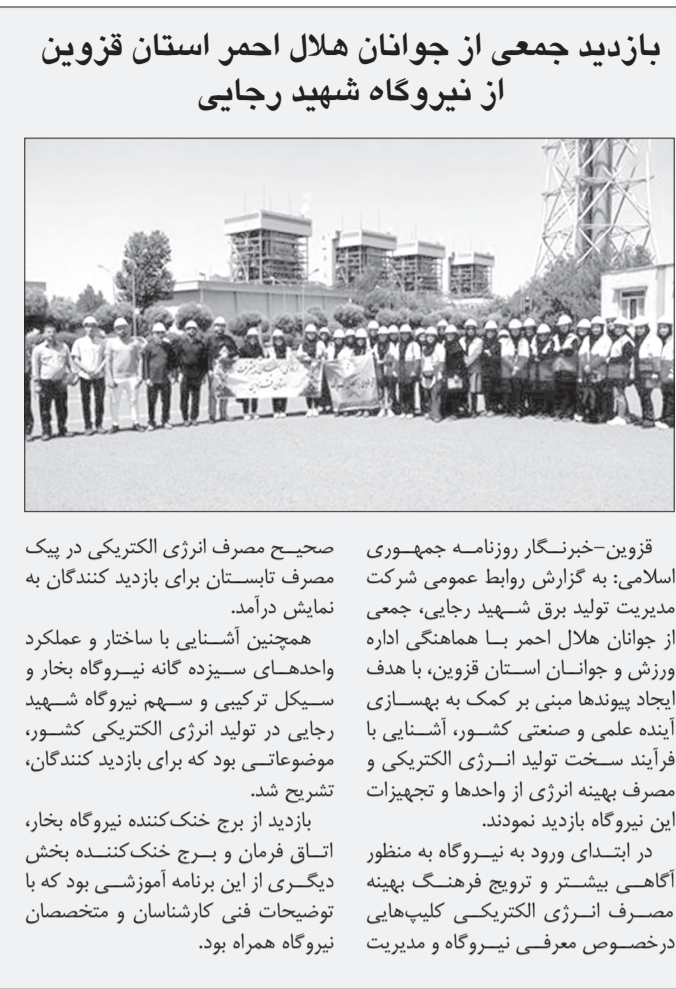 بازدید جمعی از جوانان هلال احمر استان قزوین
از نیروگاه شهید رجایی
استان قزوین
قزوین-خبرنگار روزنامه جمهوری
اسلامی: به گزارش روابط عمومی شرکت
مدیریت تولید برق شهید رجایی، جمعی
از جوانان هلال احمر با هماهنگی اداره
ورزش و جوانان استان قزوین، با هدف
ایجاد پیوندها مبنی بر کمک به بهسازی
آینده علمی و صنعتی کشور، آشنایی با
فرآیند سخت تولید انرژی الکتریکی و
مصرف بهینه انرژی از واحدها و تجهیزات
این نیروگاه بازدید نمودند.
در ابتدای ورود به نیروگاه به منظور
آگاهی بیشتر و ترویج فرهنگ بهینه
مصرف انرژی الکتریکی کلیپ‌هایی
درخصوص معرفی نیروگاه و مدیریت
صحیح مصرف انرژی الکتریکی در پیک
مصرف تابستان برای بازدید کنندگان به
نمایش درآمد.
همچنین آشنایی با ساختار و عملکرد
واحدهای سیزده گانه نیروگاه بخار و
سیکل ترکیبی و سهم نیروگاه شهید
رجایی در تولید انرژی الکتریکی کشور،
موضوعاتی بود که برای بازدید کنندگان،
تشریح شد.
بازدید از برج خنک‌کننده نیروگاه بخار،
اتاق فرمان و برج خنک‌کننده بخش
دیگری از این برنامه آموزشی بود که با
توضیحات فنی کارشناسان و متخصصان
نیروگاه همراه بود.